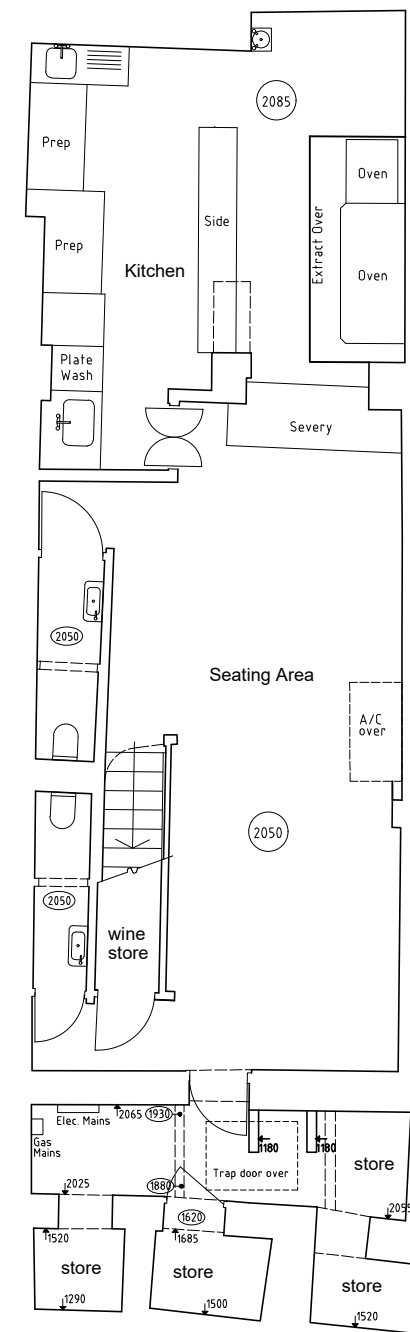 2085
Prep
Oven
Side
Extract Over
Prep
Kitchen
Oven
Plate
Wash
Severy
2050
Seating Area
A/C
over
2050
2050
wine
store
Elec. Mains
2065
1930
Gas
Mains
1180
1180
Trap door over
store
2025
1880
2055
1620
1520
1685
store
store
store
1290
1500
1520